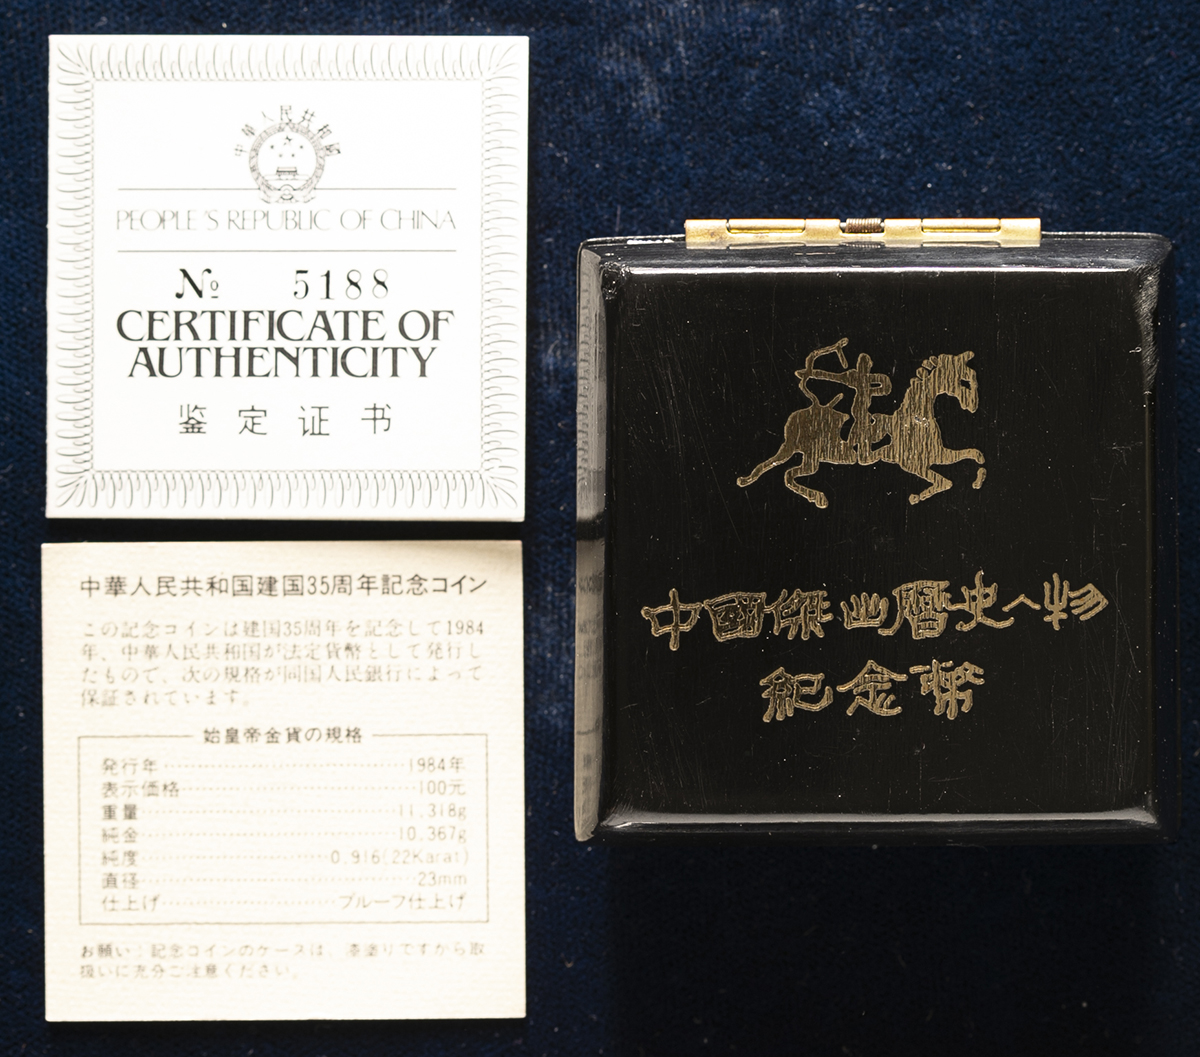 中華人民共和國
PEOPLE'S REPUBLIC OF CHINA
№ 5188
CERTIFICATE OF
AUTHENTICITY
鉴定证书
中華人民共和国建国35周年記念コイン
この記念コインは建国35周年を記念して1984
年、中華人民共和国が法定貨幣として発行し
たもので、次の規格が同国人民銀行によって
保証されています。
始皇帝金貨の規格
発行年 1984年
表示価格 100元
重量 11.318g
純金 10.367g
純度 0.916(22Karat)
直径 23mm
仕上げ プルーフ仕上げ
お願い:記念コインのケースは、漆塗りですから取
扱いに充分ご注意ください。
中國傑出歷史人物
紀念幣